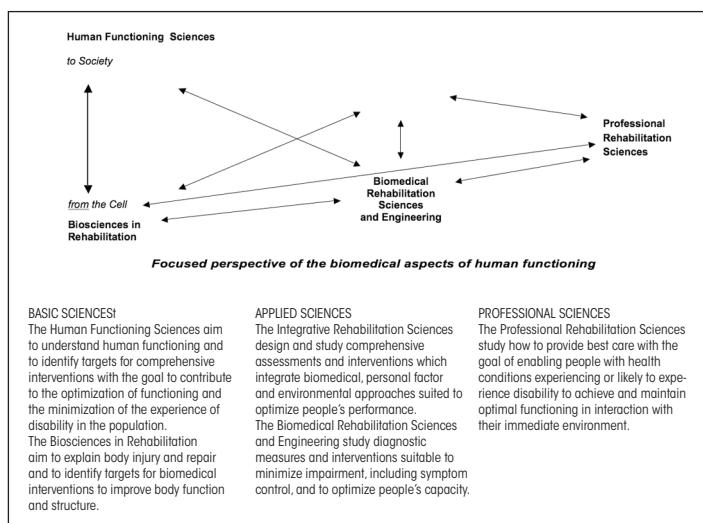 Human Functioning Sciences
to Society
Professional
Rehabilitation
Sciences
from the Cell
Biosciences in
Rehabilitation
Biomedical
Rehabilitation
Sciences
and Engineering
Focused perspective of the biomedical aspects of human functioning
BASIC SCIENCES†
The Human Functioning Sciences aim
to understand human functioning and
to identify targets for comprehensive
interventions with the goal to contribute
to the optimization of functioning and
the minimization of the experience of
disability in the population.
The Biosciences in Rehabilitation
aim to explain body injury and repair
and to identify targets for biomedical
interventions to improve body function
and structure.
APPLIED SCIENCES
The Integrative Rehabilitation Sciences
design and study comprehensive
assessments and interventions which
integrate biomedical, personal factor
and environmental approaches suited to
optimize people's performance.
The Biomedical Rehabilitation Sciences
and Engineering study diagnostic
measures and interventions suitable to
minimize impairment, including symptom
control, and to optimize people's capacity.
PROFESSIONAL SCIENCES
The Professional Rehabilitation Sciences
study how to provide best care with the
goal of enabling people with health
conditions experiencing or likely to expe-
rience disability to achieve and maintain
optimal functioning in interaction with
their immediate environment.